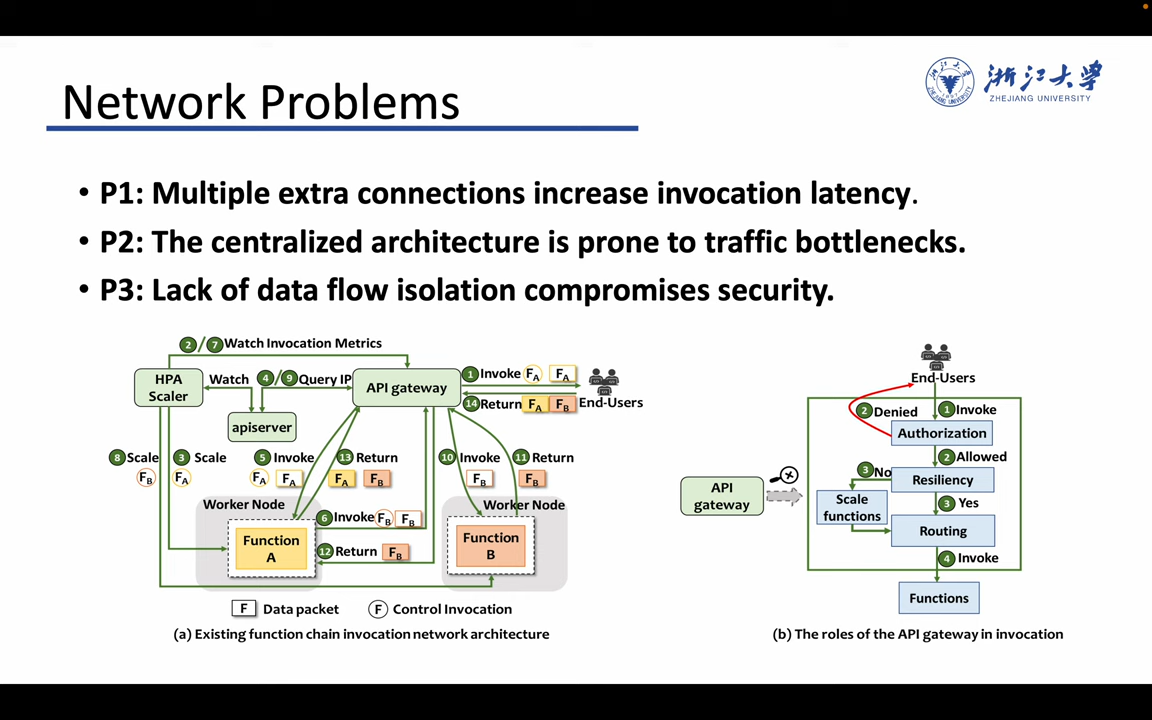 Network Problems
浙江大学
ZHEJIANG UNIVERSITY
• P1: Multiple extra connections increase invocation latency.
• P2: The centralized architecture is prone to traffic bottlenecks.
• P3: Lack of data flow isolation compromises security.
2 / 7 Watch Invocation Metrics
HPA Scaler
Watch
4 / 9 Query IP
API gateway
1 Invoke FA FA
14 Return FA FB
End-Users
apiserver
8 Scale FB
3 Scale FA
5 Invoke FA FA
13 Return FA FB
10 Invoke FB
11 Return FB
Worker Node
Function A
6 Invoke FB FB
12 Return FB
Worker Node
Function B
F Data packet
F Control Invocation
(a) Existing function chain invocation network architecture
End-Users
2 Denied
1 Invoke
Authorization
2 Allowed
3 No
Resiliency
API gateway
Scale functions
3 Yes
Routing
4 Invoke
Functions
(b) The roles of the API gateway in invocation